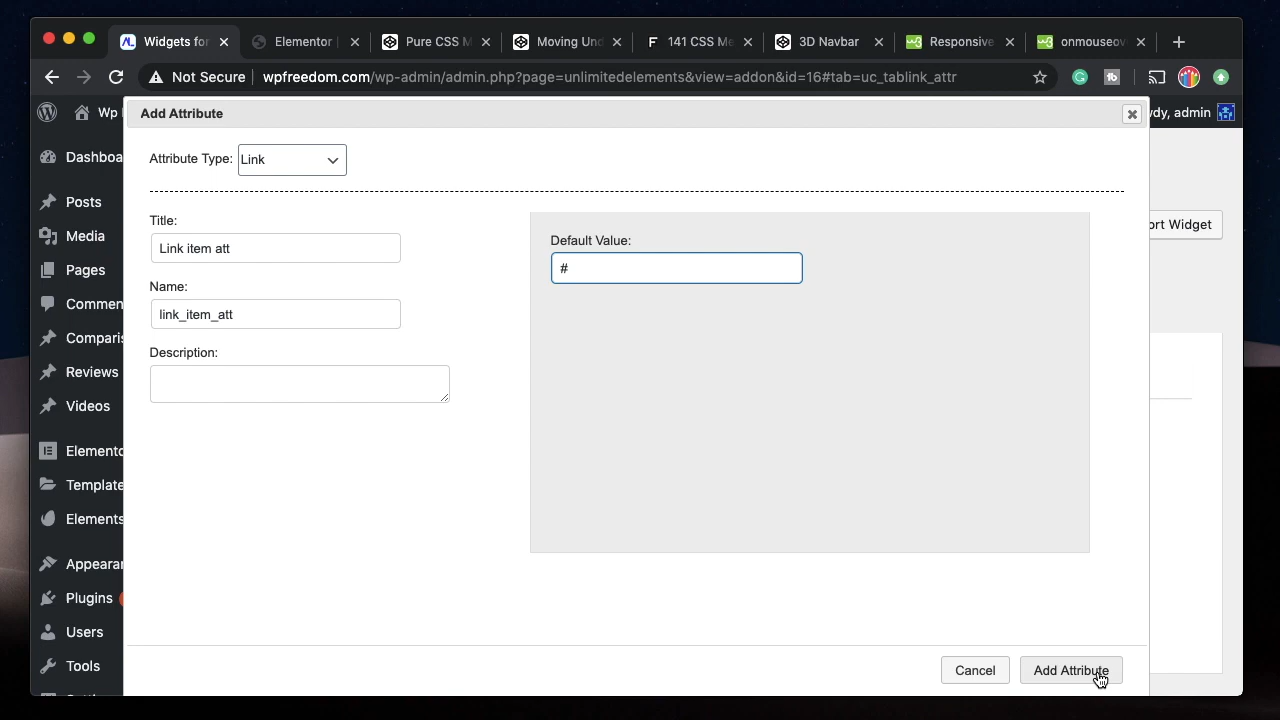 Widgets for
Elementor
Pure CSS M
Moving Und
141 CSS Me
3D Navbar
Responsive
onmouseov
Not Secure
wpfreedom.com/wp-admin/admin.php?page=unlimitedelements&view=addon&id=16#tab=uc_tablink_attr
Wp
dy, admin
Add Attribute
Attribute Type:
Link
Dashboa
Posts
Media
Pages
Commen
Comparis
Reviews
Videos
Elemento
Template
Elements
Appearan
Plugins
Users
Tools
Title:
Link item att
Name:
link_item_att
Description:
Default Value:
#
ort Widget
Cancel
Add Attribute